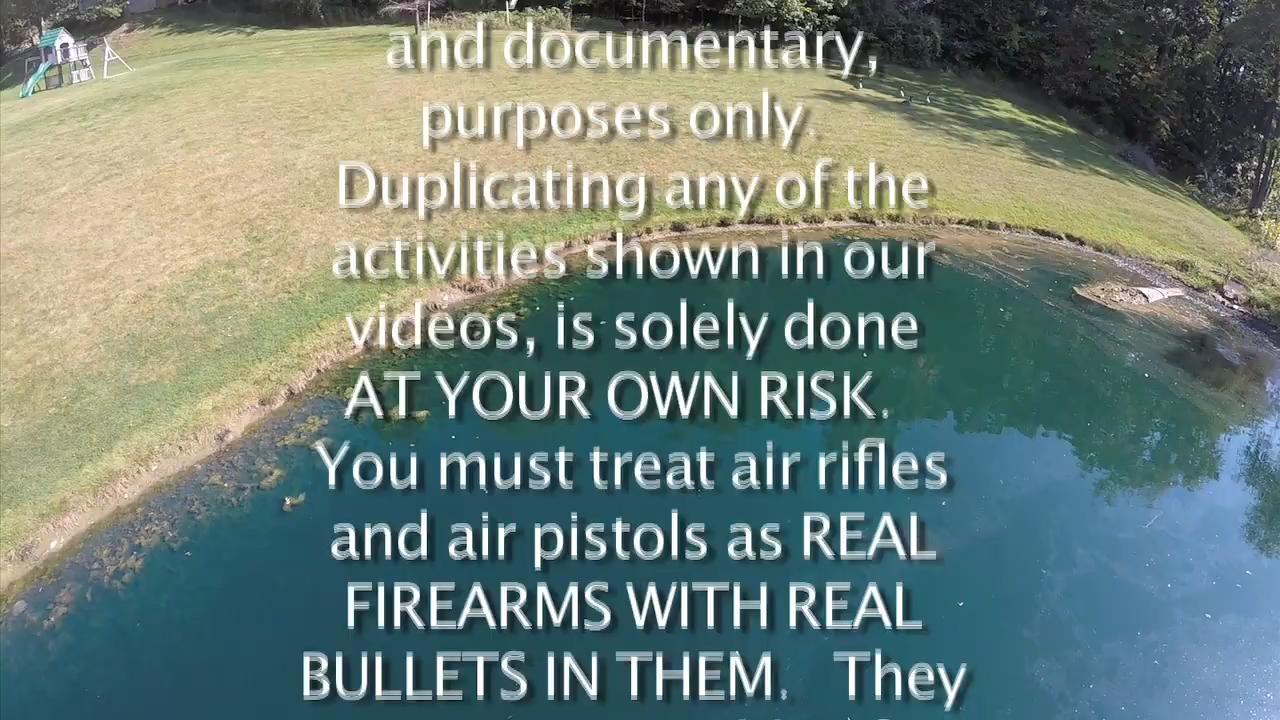 and documentary,
purposes only.
Duplicating any of the
activities shown in our
videos, is solely done
AT YOUR OWN RISK.
You must treat air rifles
and air pistols as REAL
FIREARMS WITH REAL
BULLETS IN THEM. They